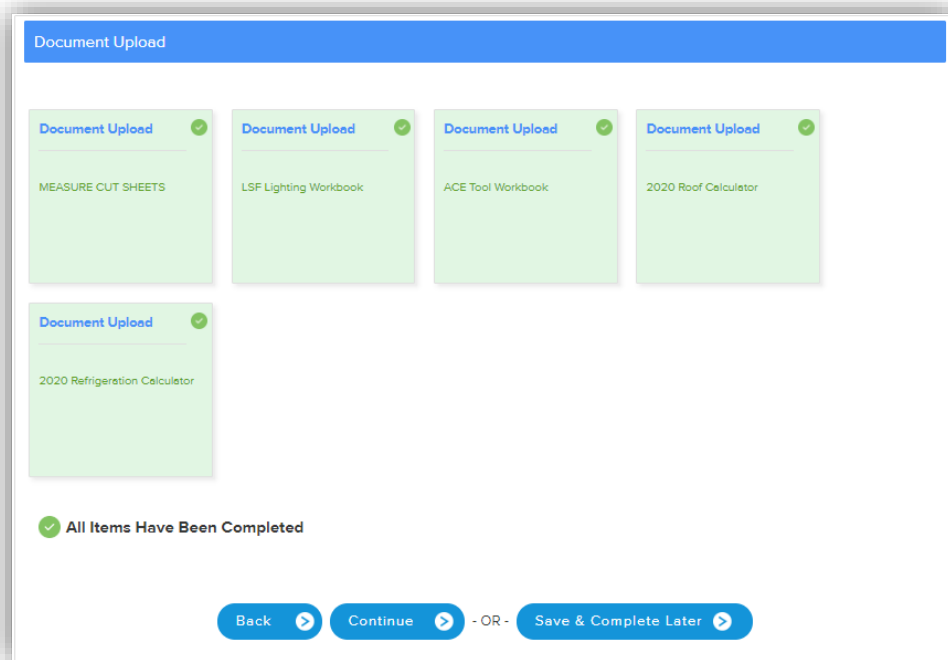 Document Upload
Document Upload
Document Upload
Document Upload
Document Upload
MEASURE CUT SHEETS
LSF Lighting Workbook
ACE Tool Workbook
2020 Roof Calculator
Document Upload
2020 Refrigeration Calculator
All Items Have Been Completed
Back
Continue
- OR -
Save & Complete Later